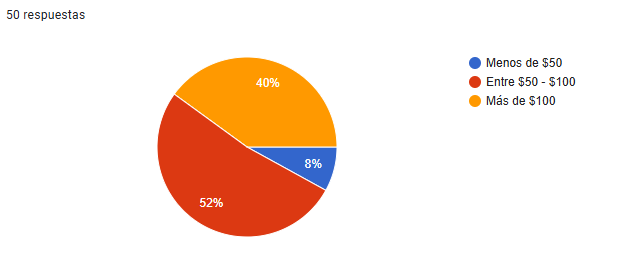 50 respuestas
Menos de $50
Entre $50 - $100
Más de $100
40%
8%
52%